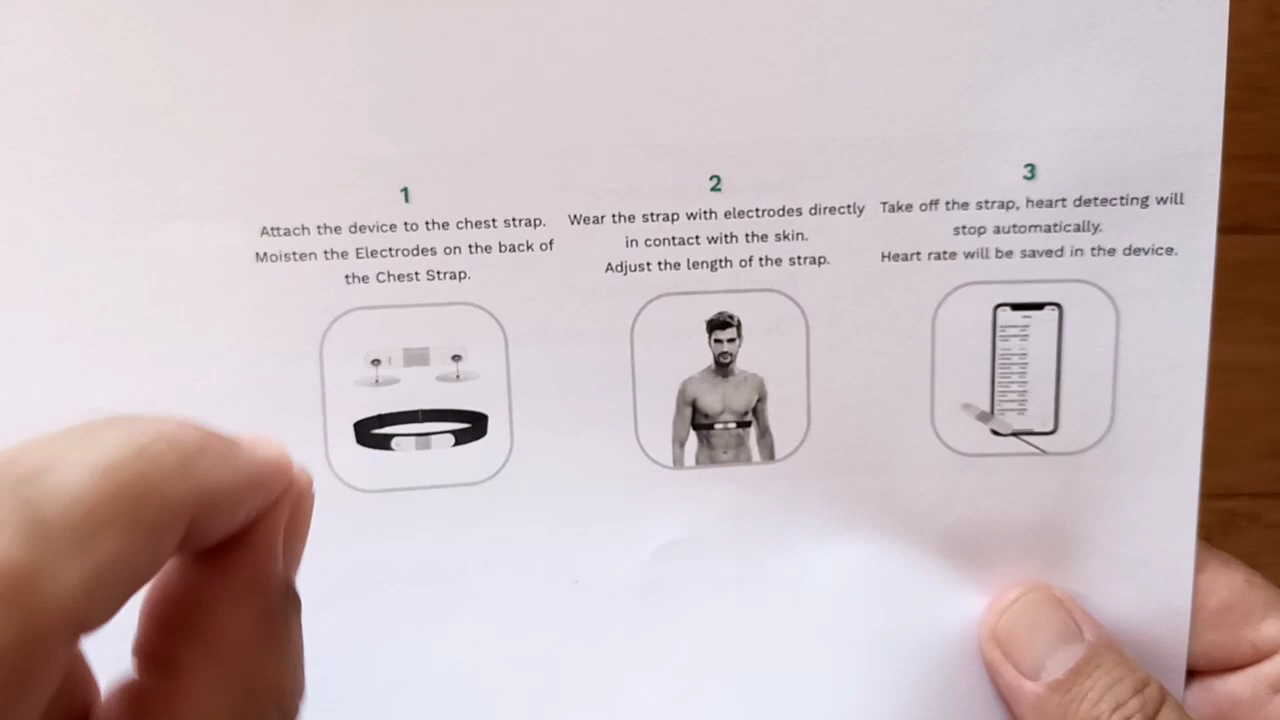 1
Attach the device to the chest strap.
Moisten the Electrodes on the back of
the Chest Strap.
2
Wear the strap with electrodes directly
in contact with the skin.
Adjust the length of the strap.
3
Take off the strap, heart detecting will
stop automatically.
Heart rate will be saved in the device.